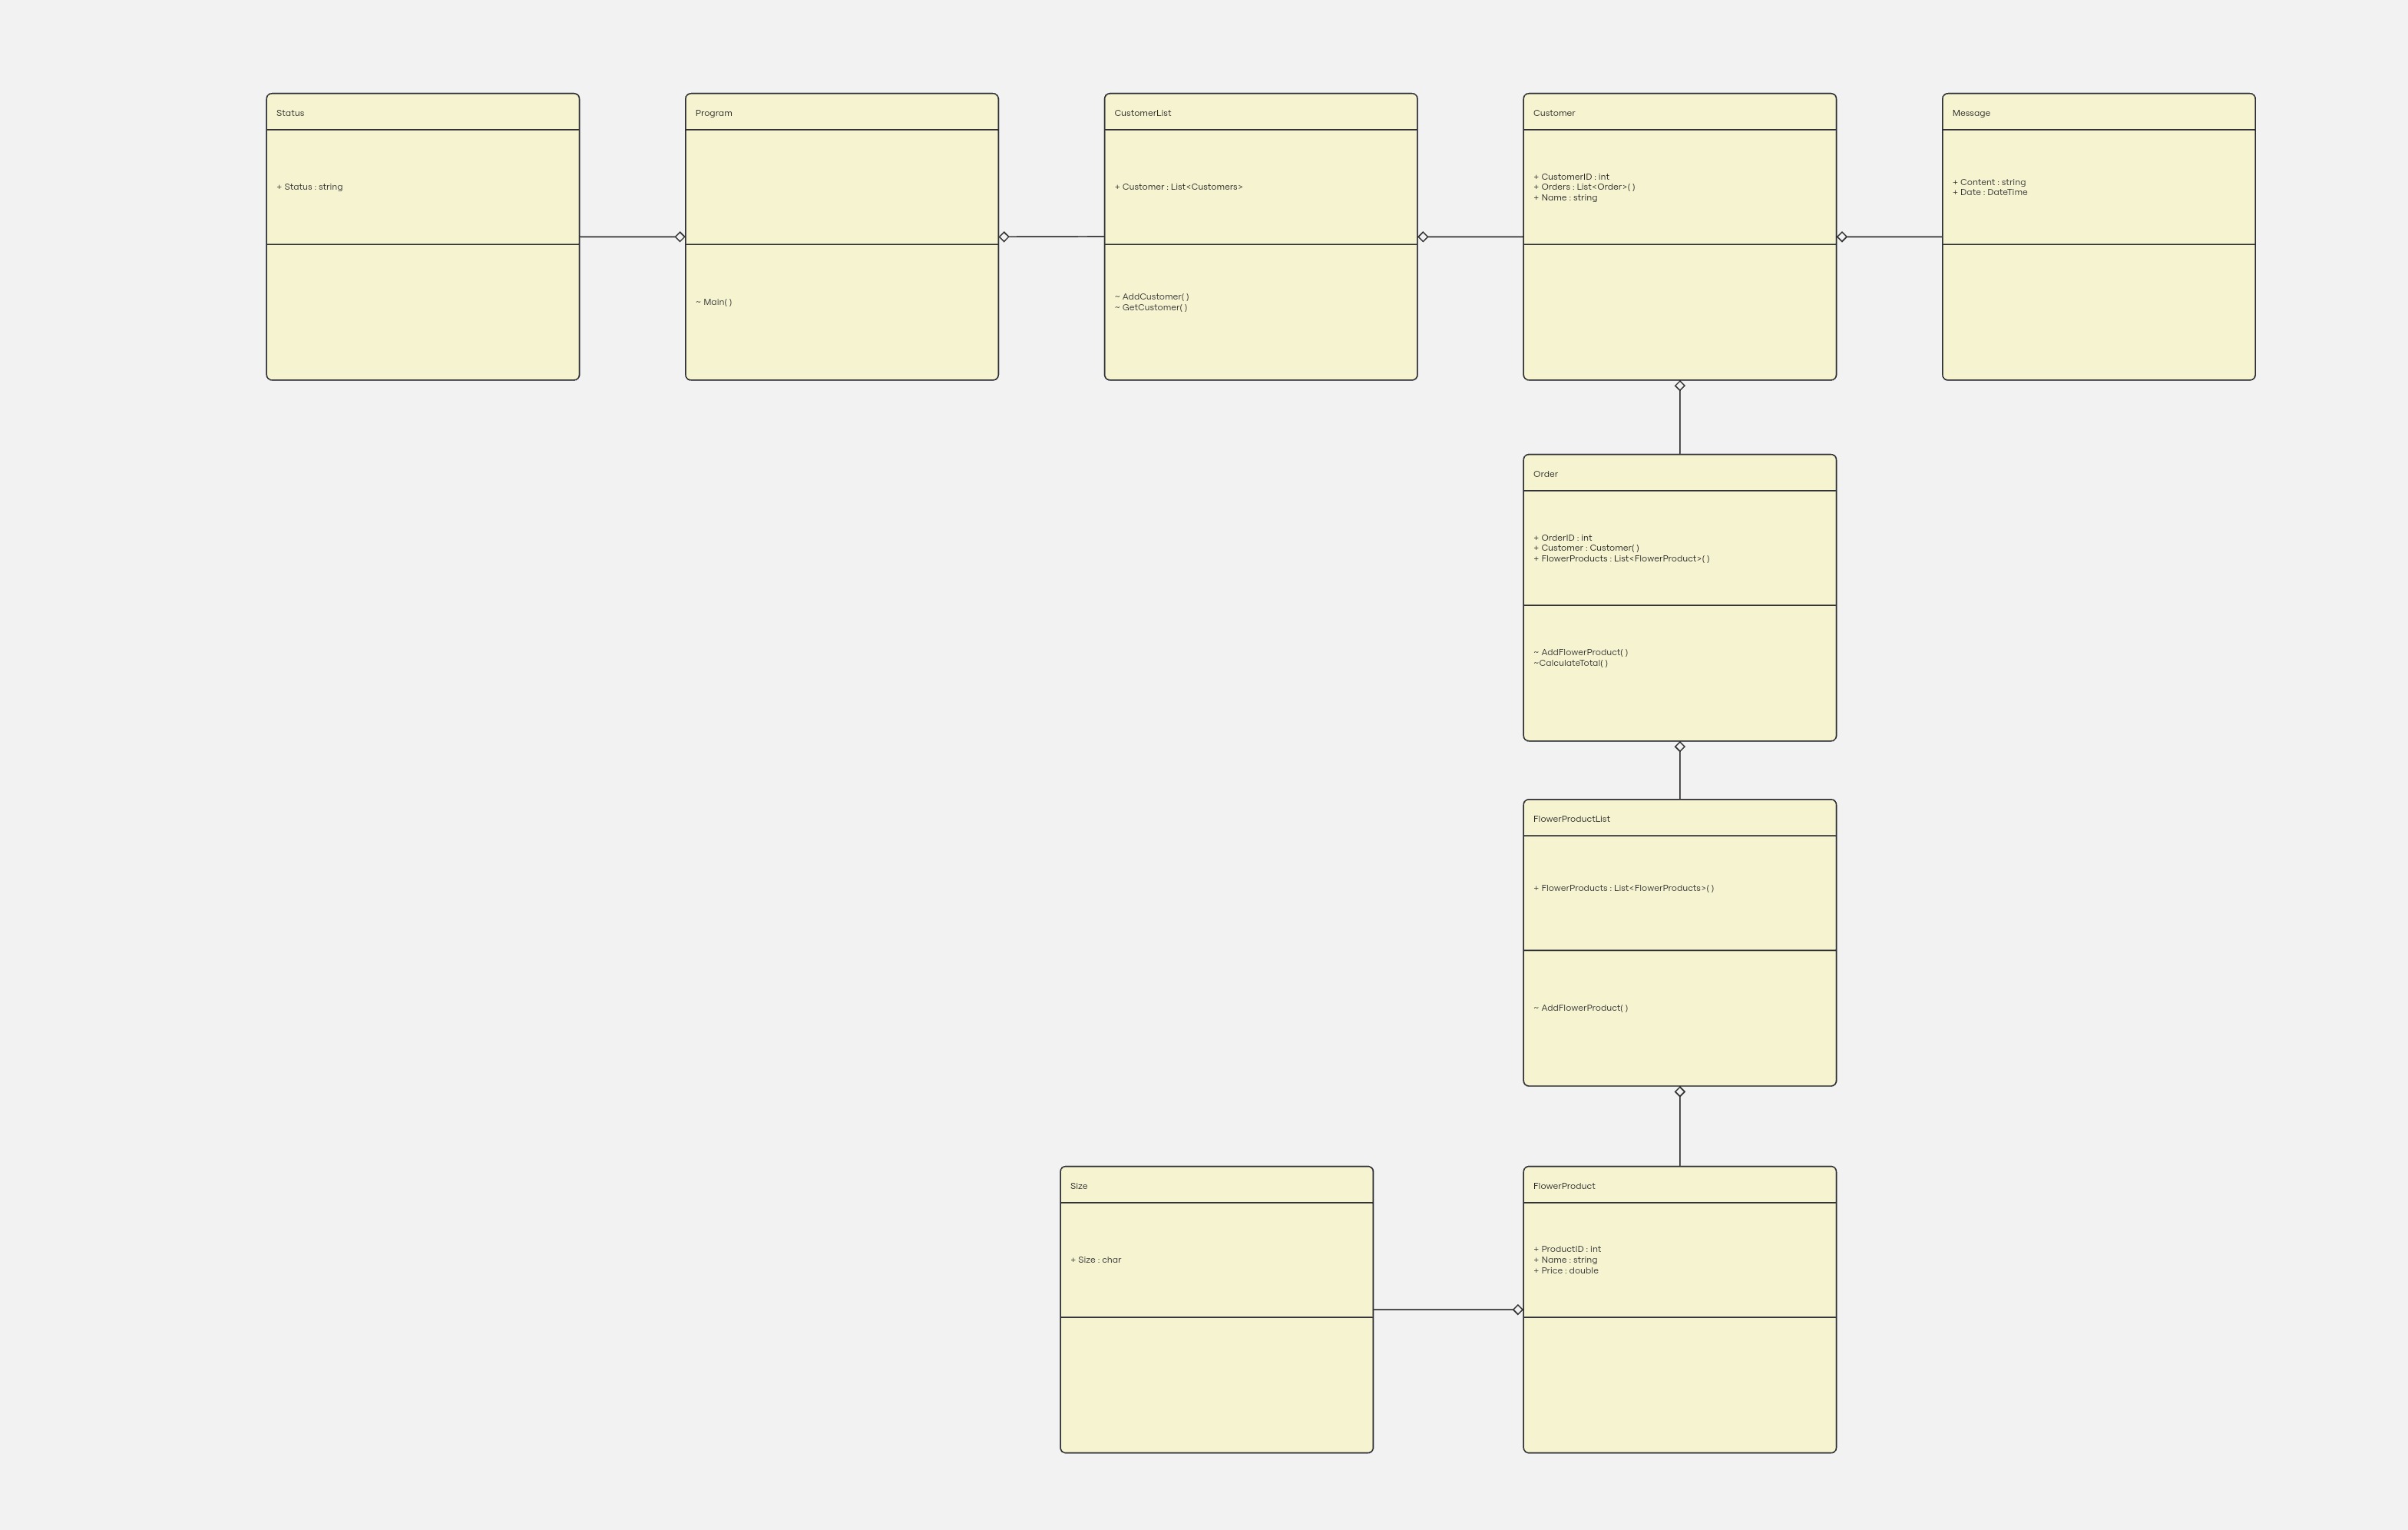 Status
+ Status : string
Program
~ Main( )
CustomerList
+ Customer : List<Customers>
~ AddCustomer( )
~ GetCustomer( )
Customer
+ CustomerID : int
+ Orders : List<Order>( )
+ Name : string
Message
+ Content : string
+ Date : DateTime
Order
+ OrderID : int
+ Customer : Customer( )
+ FlowerProducts : List<FlowerProduct>( )
~ AddFlowerProduct( )
~CalculateTotal( )
FlowerProductList
+ FlowerProducts : List<FlowerProducts>( )
~ AddFlowerProduct( )
Size
+ Size : char
FlowerProduct
+ ProductID : int
+ Name : string
+ Price : double